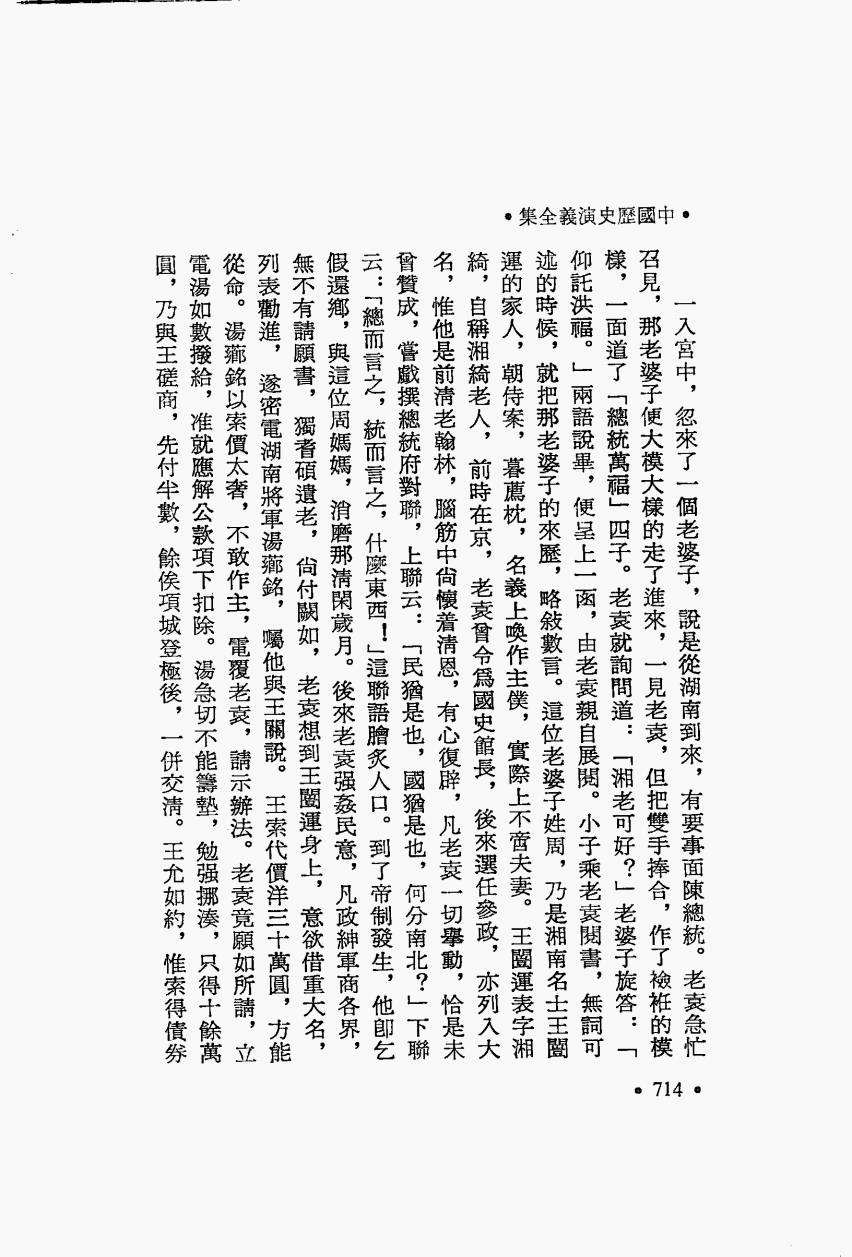 •中國歷史演義全集•
一入宮中，忽來了一個老婆子，說是從湖南到來，有要事面陳總統。老袁急忙
召見，那老婆子便大模大樣的走了進來，一見老袁，但把雙手捧合，作了襝衽的模
樣，一面道了「總統萬福」四子。老袁就詢問道：「湘老可好？」老婆子旋答：「
仰託洪福。」兩語說畢，便呈上一函，由老袁親自展閱。小子乘老袁閱書，無詞可
述的時候，就把那老婆子的來歷，略敍數言。這位老婆子姓周，乃是湘南名士王闓
運的家人，朝侍案，暮薦枕，名義上喚作主僕，實際上不啻夫妻。王闓運表字湘
綺，自稱湘綺老人，前時在京，老袁曾令爲國史館長，後來選任參政，亦列入大
名，惟他是前清老翰林，腦筋中尚懷着清恩，有心復辟，凡老袁一切舉動，恰是未
曾贊成，嘗戲撰總統府對聯，上聯云：「民猶是也，國猶是也，何分南北？」下聯
云：「總而言之，統而言之，什麼東西！」這聯語膾炙人口。到了帝制發生，他卽乞
假還鄉，與這位周媽媽，消磨那清閑歲月。後來老袁强姦民意，凡政紳軍商各界，
無不有請願書，獨耆碩遺老，尚付闕如，老袁想到王闓運身上，意欲借重大名，
列表勸進，遂密電湖南將軍湯薌銘，囑他與王關說。王索代價洋三十萬圓，方能
從命。湯薌銘以索價太奢，不敢作主，電覆老袁，請示辦法。老袁竟願如所請，立
電湯如數撥給，准就應解公款項下扣除。湯急切不能籌墊，勉强挪湊，只得十餘萬
圓，乃與王磋商，先付半數，餘俟項城登極後，一併交清。王允如約，惟索得債券
•714•